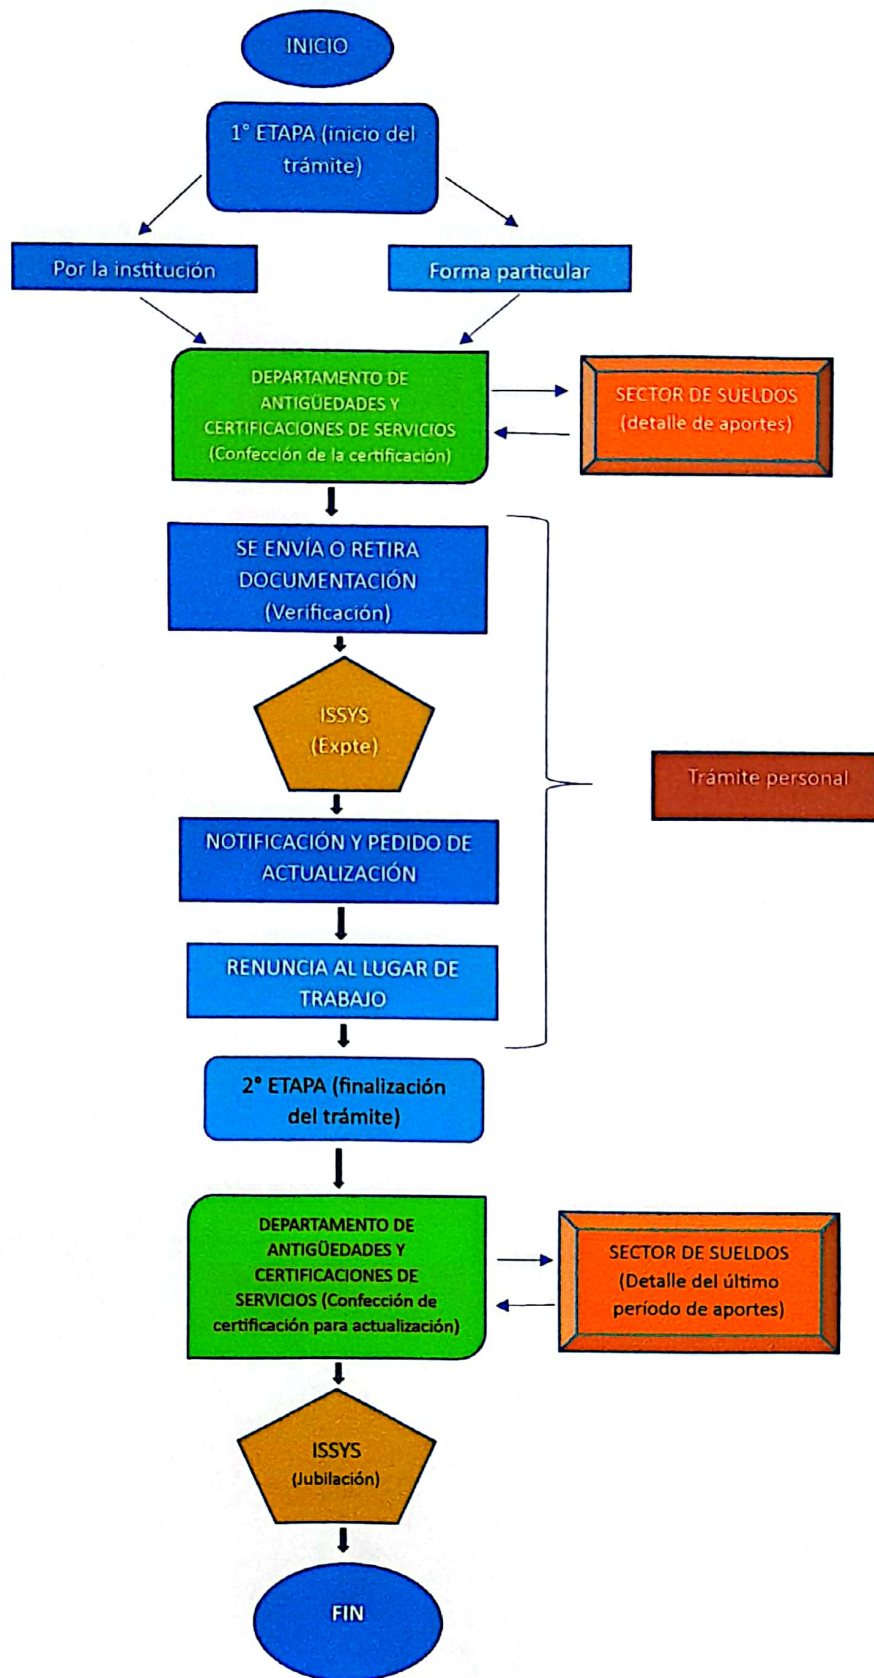 INICIO
1° ETAPA (inicio del
trámite)
Por la institución
Forma particular
DEPARTAMENTO DE
ANTIGÜEDADES Y
CERTIFICACIONES DE SERVICIOS
(Confección de la certificación)
SECTOR DE SUELDOS
(detalle de aportes)
SE ENVÍA O RETIRA
DOCUMENTACIÓN
(Verificación)
ISSYS
(Expte)
Trámite personal
NOTIFICACIÓN Y PEDIDO DE
ACTUALIZACIÓN
RENUNCIA AL LUGAR DE
TRABAJO
2° ETAPA (finalización
del trámite)
DEPARTAMENTO DE
ANTIGÜEDADES Y
CERTIFICACIONES DE
SERVICIOS (Confección de
certificación para actualización)
SECTOR DE SUELDOS
(Detalle del último
período de aportes)
ISSYS
(Jubilación)
FIN